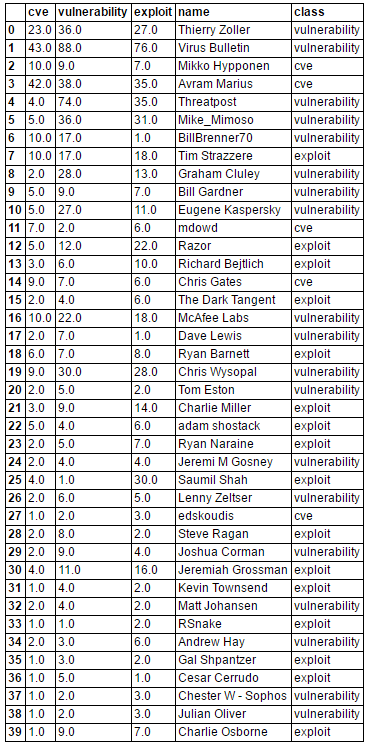 cve vulnerability exploit name class
0 23.0 36.0 27.0 Thierry Zoller vulnerability
1 43.0 88.0 76.0 Virus Bulletin vulnerability
2 10.0 9.0 7.0 Mikko Hypponen cve
3 42.0 38.0 35.0 Avram Marius cve
4 4.0 74.0 35.0 Threatpost vulnerability
5 5.0 36.0 31.0 Mike_Mimoso vulnerability
6 10.0 17.0 1.0 BillBrenner70 vulnerability
7 10.0 17.0 18.0 Tim Strazzere exploit
8 2.0 28.0 13.0 Graham Cluley vulnerability
9 5.0 9.0 7.0 Bill Gardner vulnerability
10 5.0 27.0 11.0 Eugene Kaspersky vulnerability
11 7.0 2.0 6.0 mdowd cve
12 5.0 12.0 22.0 Razor exploit
13 3.0 6.0 10.0 Richard Bejtlich exploit
14 9.0 7.0 6.0 Chris Gates cve
15 2.0 4.0 6.0 The Dark Tangent exploit
16 10.0 22.0 18.0 McAfee Labs vulnerability
17 2.0 7.0 1.0 Dave Lewis vulnerability
18 6.0 7.0 8.0 Ryan Barnett exploit
19 9.0 30.0 28.0 Chris Wysopal vulnerability
20 2.0 5.0 2.0 Tom Eston vulnerability
21 3.0 9.0 14.0 Charlie Miller exploit
22 5.0 4.0 6.0 adam shostack exploit
23 2.0 5.0 7.0 Ryan Naraine exploit
24 2.0 4.0 4.0 Jeremi M Gosney vulnerability
25 4.0 1.0 30.0 Saumil Shah exploit
26 2.0 6.0 5.0 Lenny Zeltser vulnerability
27 1.0 2.0 3.0 edskoudis cve
28 2.0 8.0 2.0 Steve Ragan exploit
29 2.0 9.0 4.0 Joshua Corman vulnerability
30 4.0 11.0 16.0 Jeremiah Grossman exploit
31 1.0 4.0 2.0 Kevin Townsend exploit
32 2.0 4.0 2.0 Matt Johansen vulnerability
33 1.0 1.0 2.0 RSnake exploit
34 2.0 3.0 6.0 Andrew Hay vulnerability
35 1.0 3.0 2.0 Gal Shpantzer exploit
36 1.0 5.0 1.0 Cesar Cerrudo exploit
37 1.0 2.0 3.0 Chester W - Sophos vulnerability
38 1.0 2.0 3.0 Julian Oliver vulnerability
39 1.0 9.0 7.0 Charlie Osborne exploit